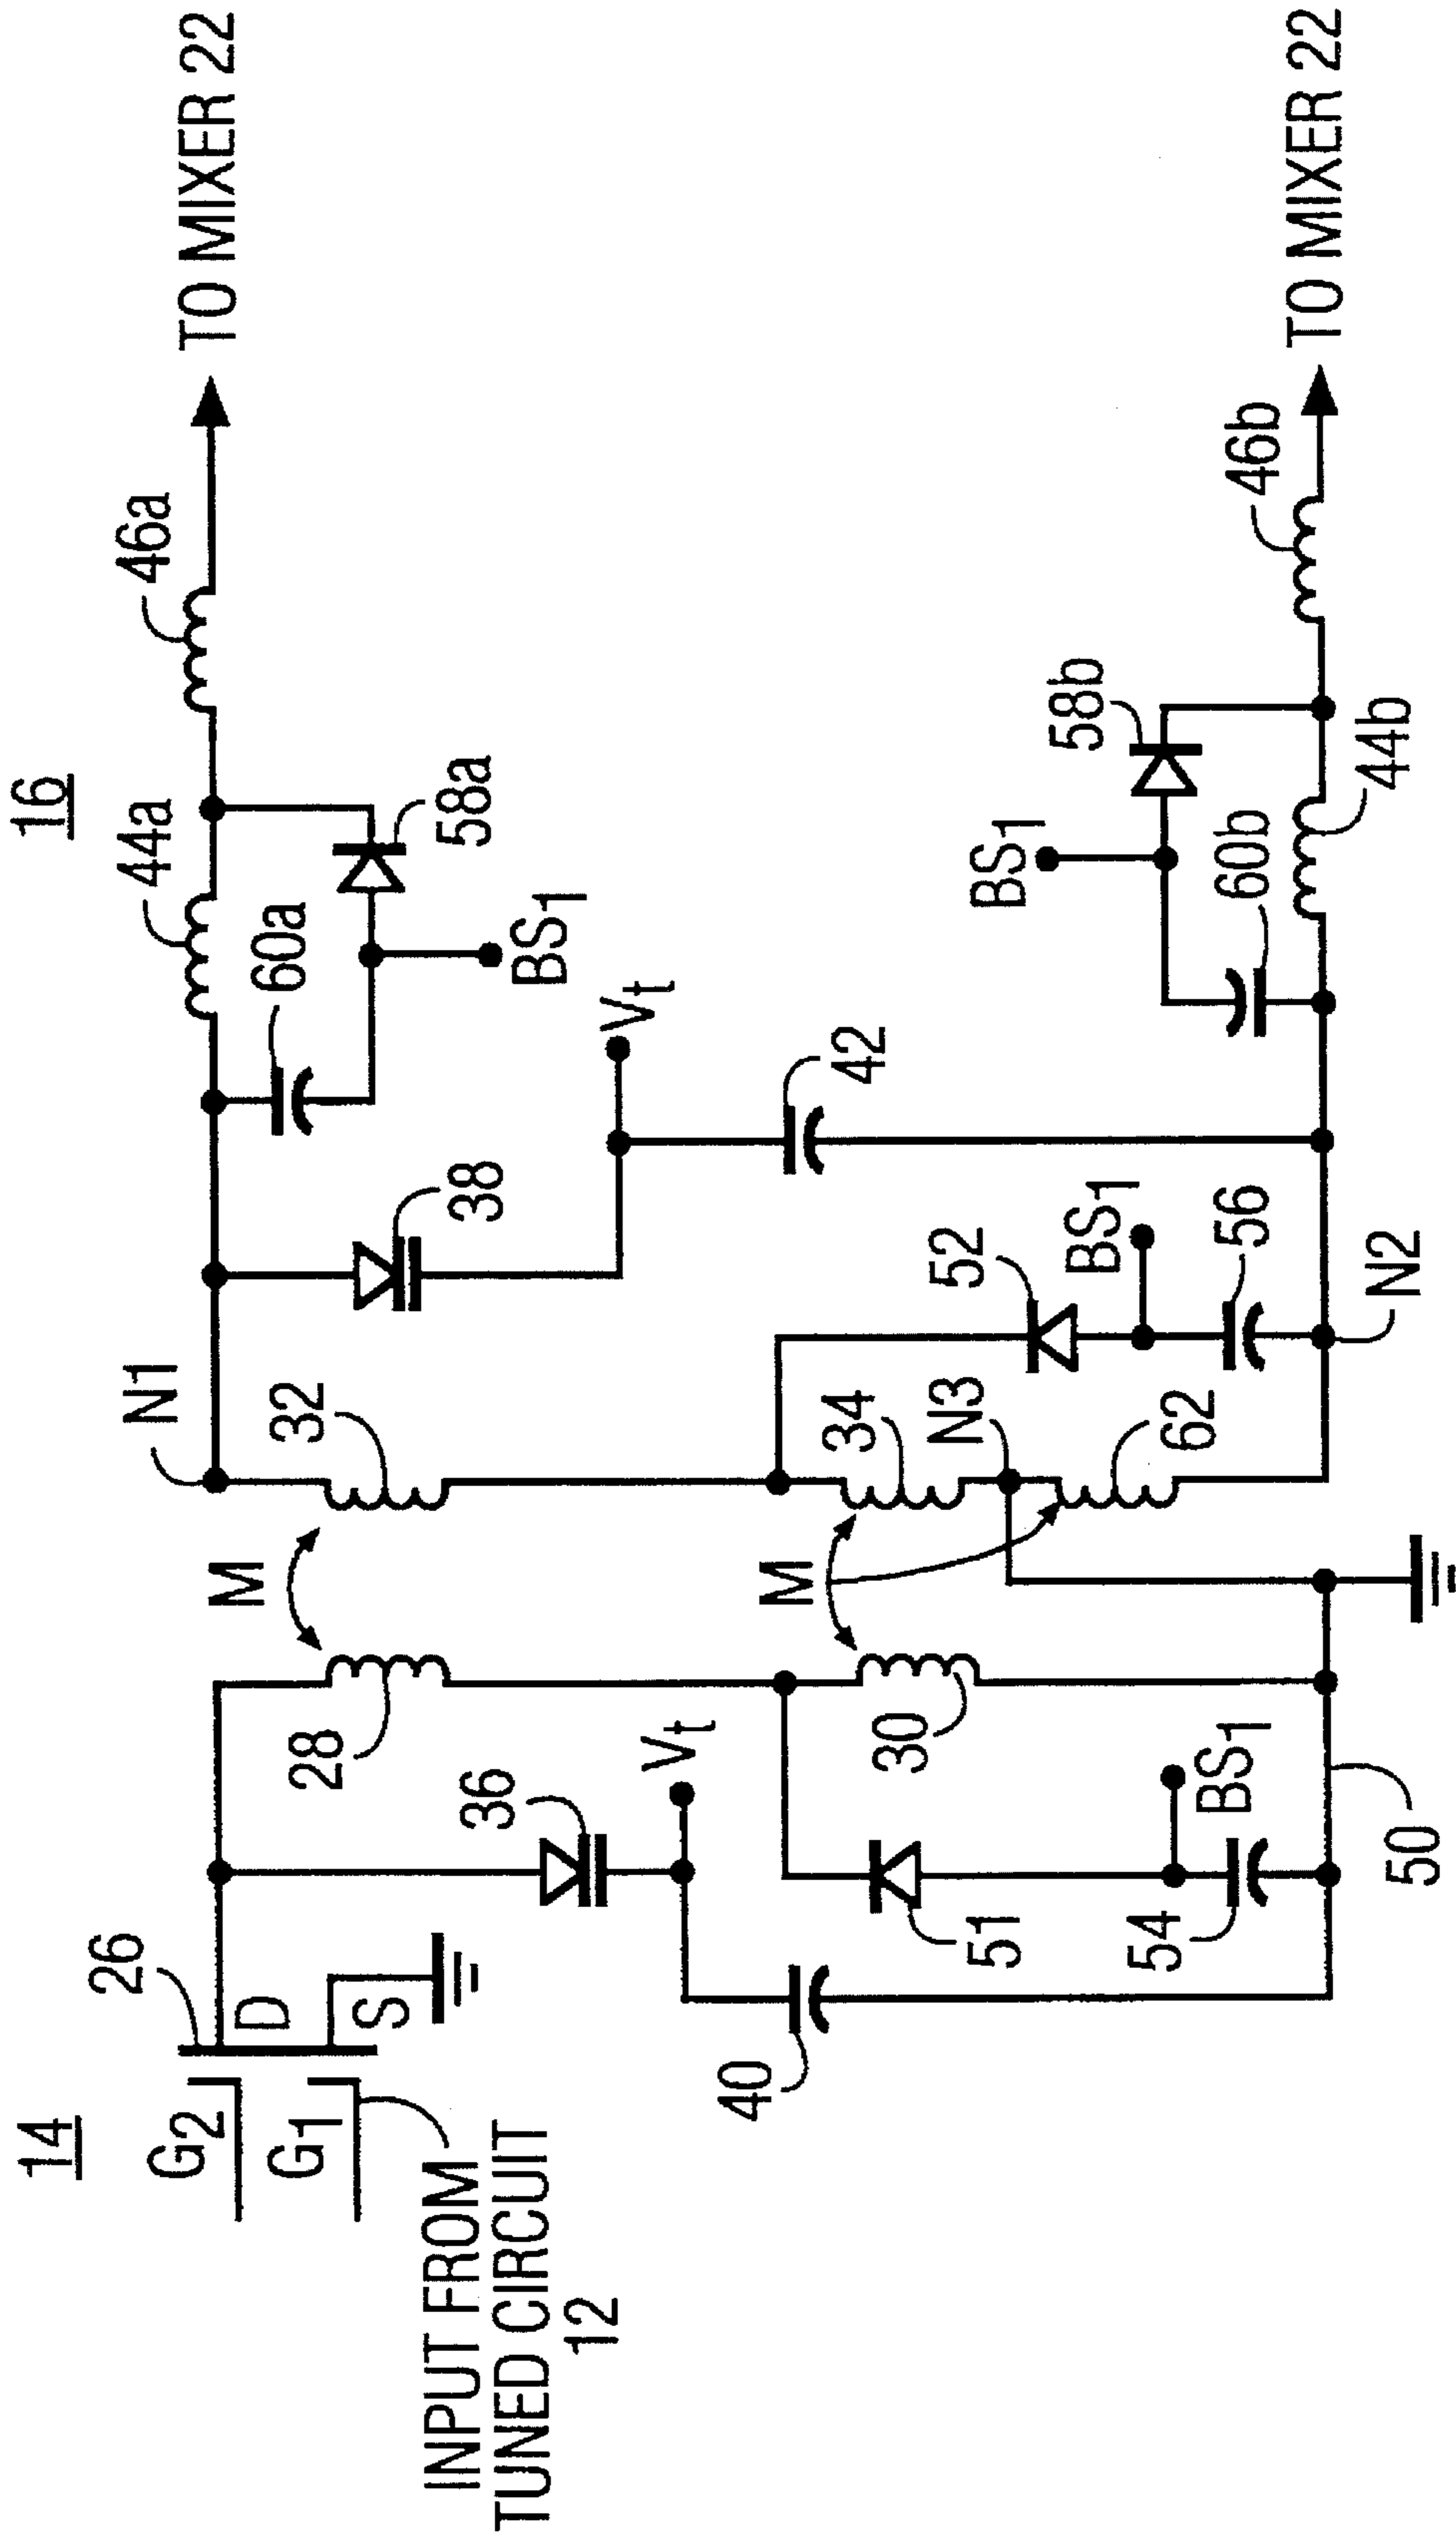 14
16
G2
G1
INPUT FROM
TUNED CIRCUIT
12
26
D
S
40
36
Vt
51
54
BS1
50
28
30
M
M
N1
32
34
N3
62
52
BS1
56
N2
38
Vt
42
44a
60a
58a
BS1
46a
TO MIXER 22
BS1
58b
60b
44b
46b
TO MIXER 22